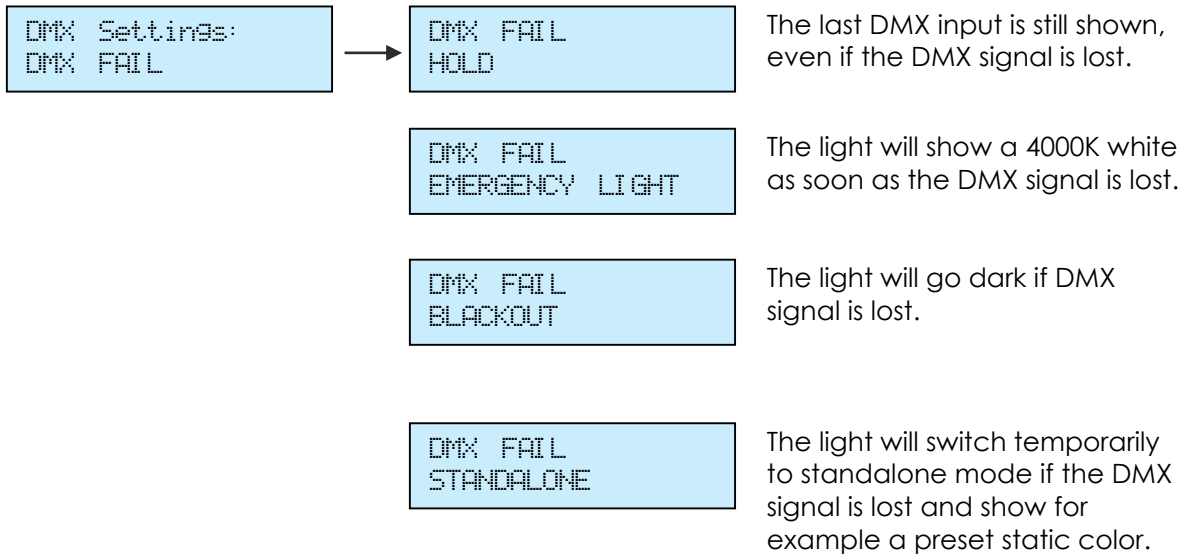 DMX Settings:
DMX FAIL
DMX FAIL
HOLD
The last DMX input is still shown,
even if the DMX signal is lost.
DMX FAIL
EMERGENCY LIGHT
The light will show a 4000K white
as soon as the DMX signal is lost.
DMX FAIL
BLACKOUT
The light will go dark if DMX
signal is lost.
DMX FAIL
STANDALONE
The light will switch temporarily
to standalone mode if the DMX
signal is lost and show for
example a preset static color.